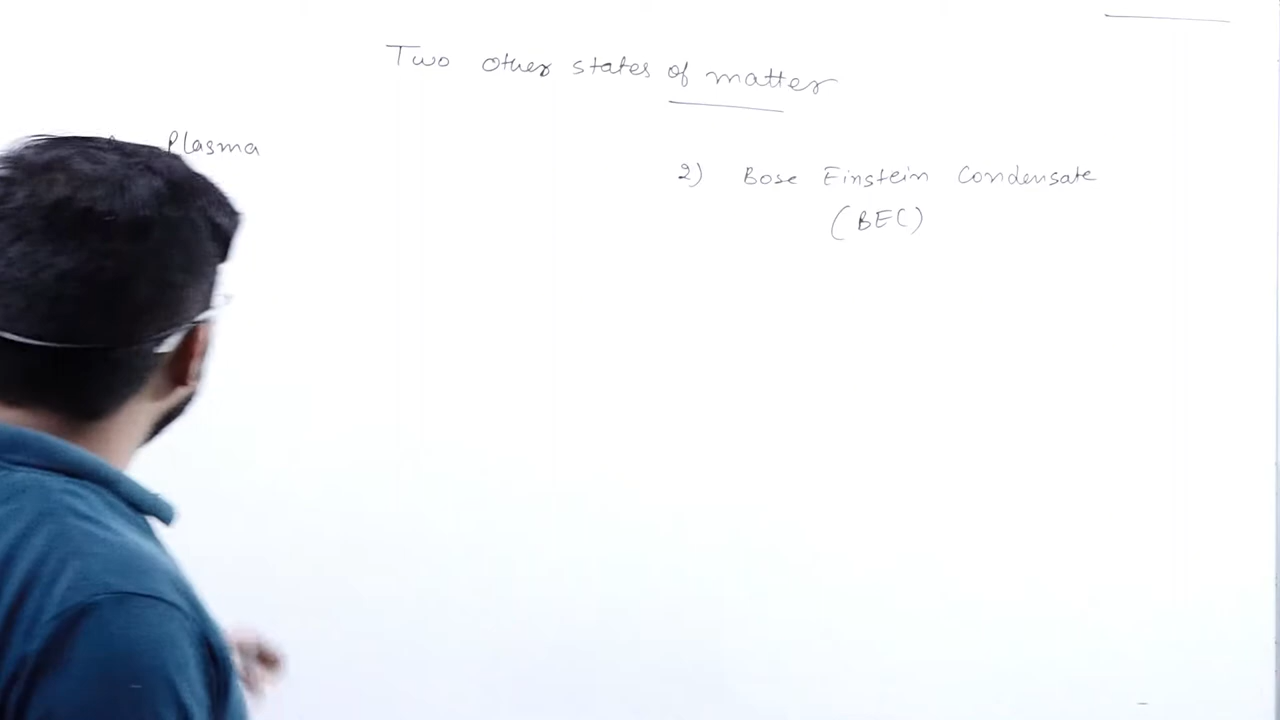 Two other states of matter
Plasma
2) Bose Einstein Condensate
(BEC)